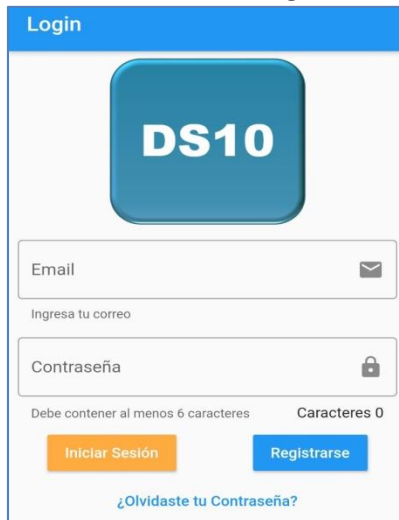 Login
DS10
Email
Ingresa tu correo
Contraseña
Debe contener al menos 6 caracteres Caracteres 0
Iniciar Sesión Registrarse
¿Olvidaste tu Contraseña?